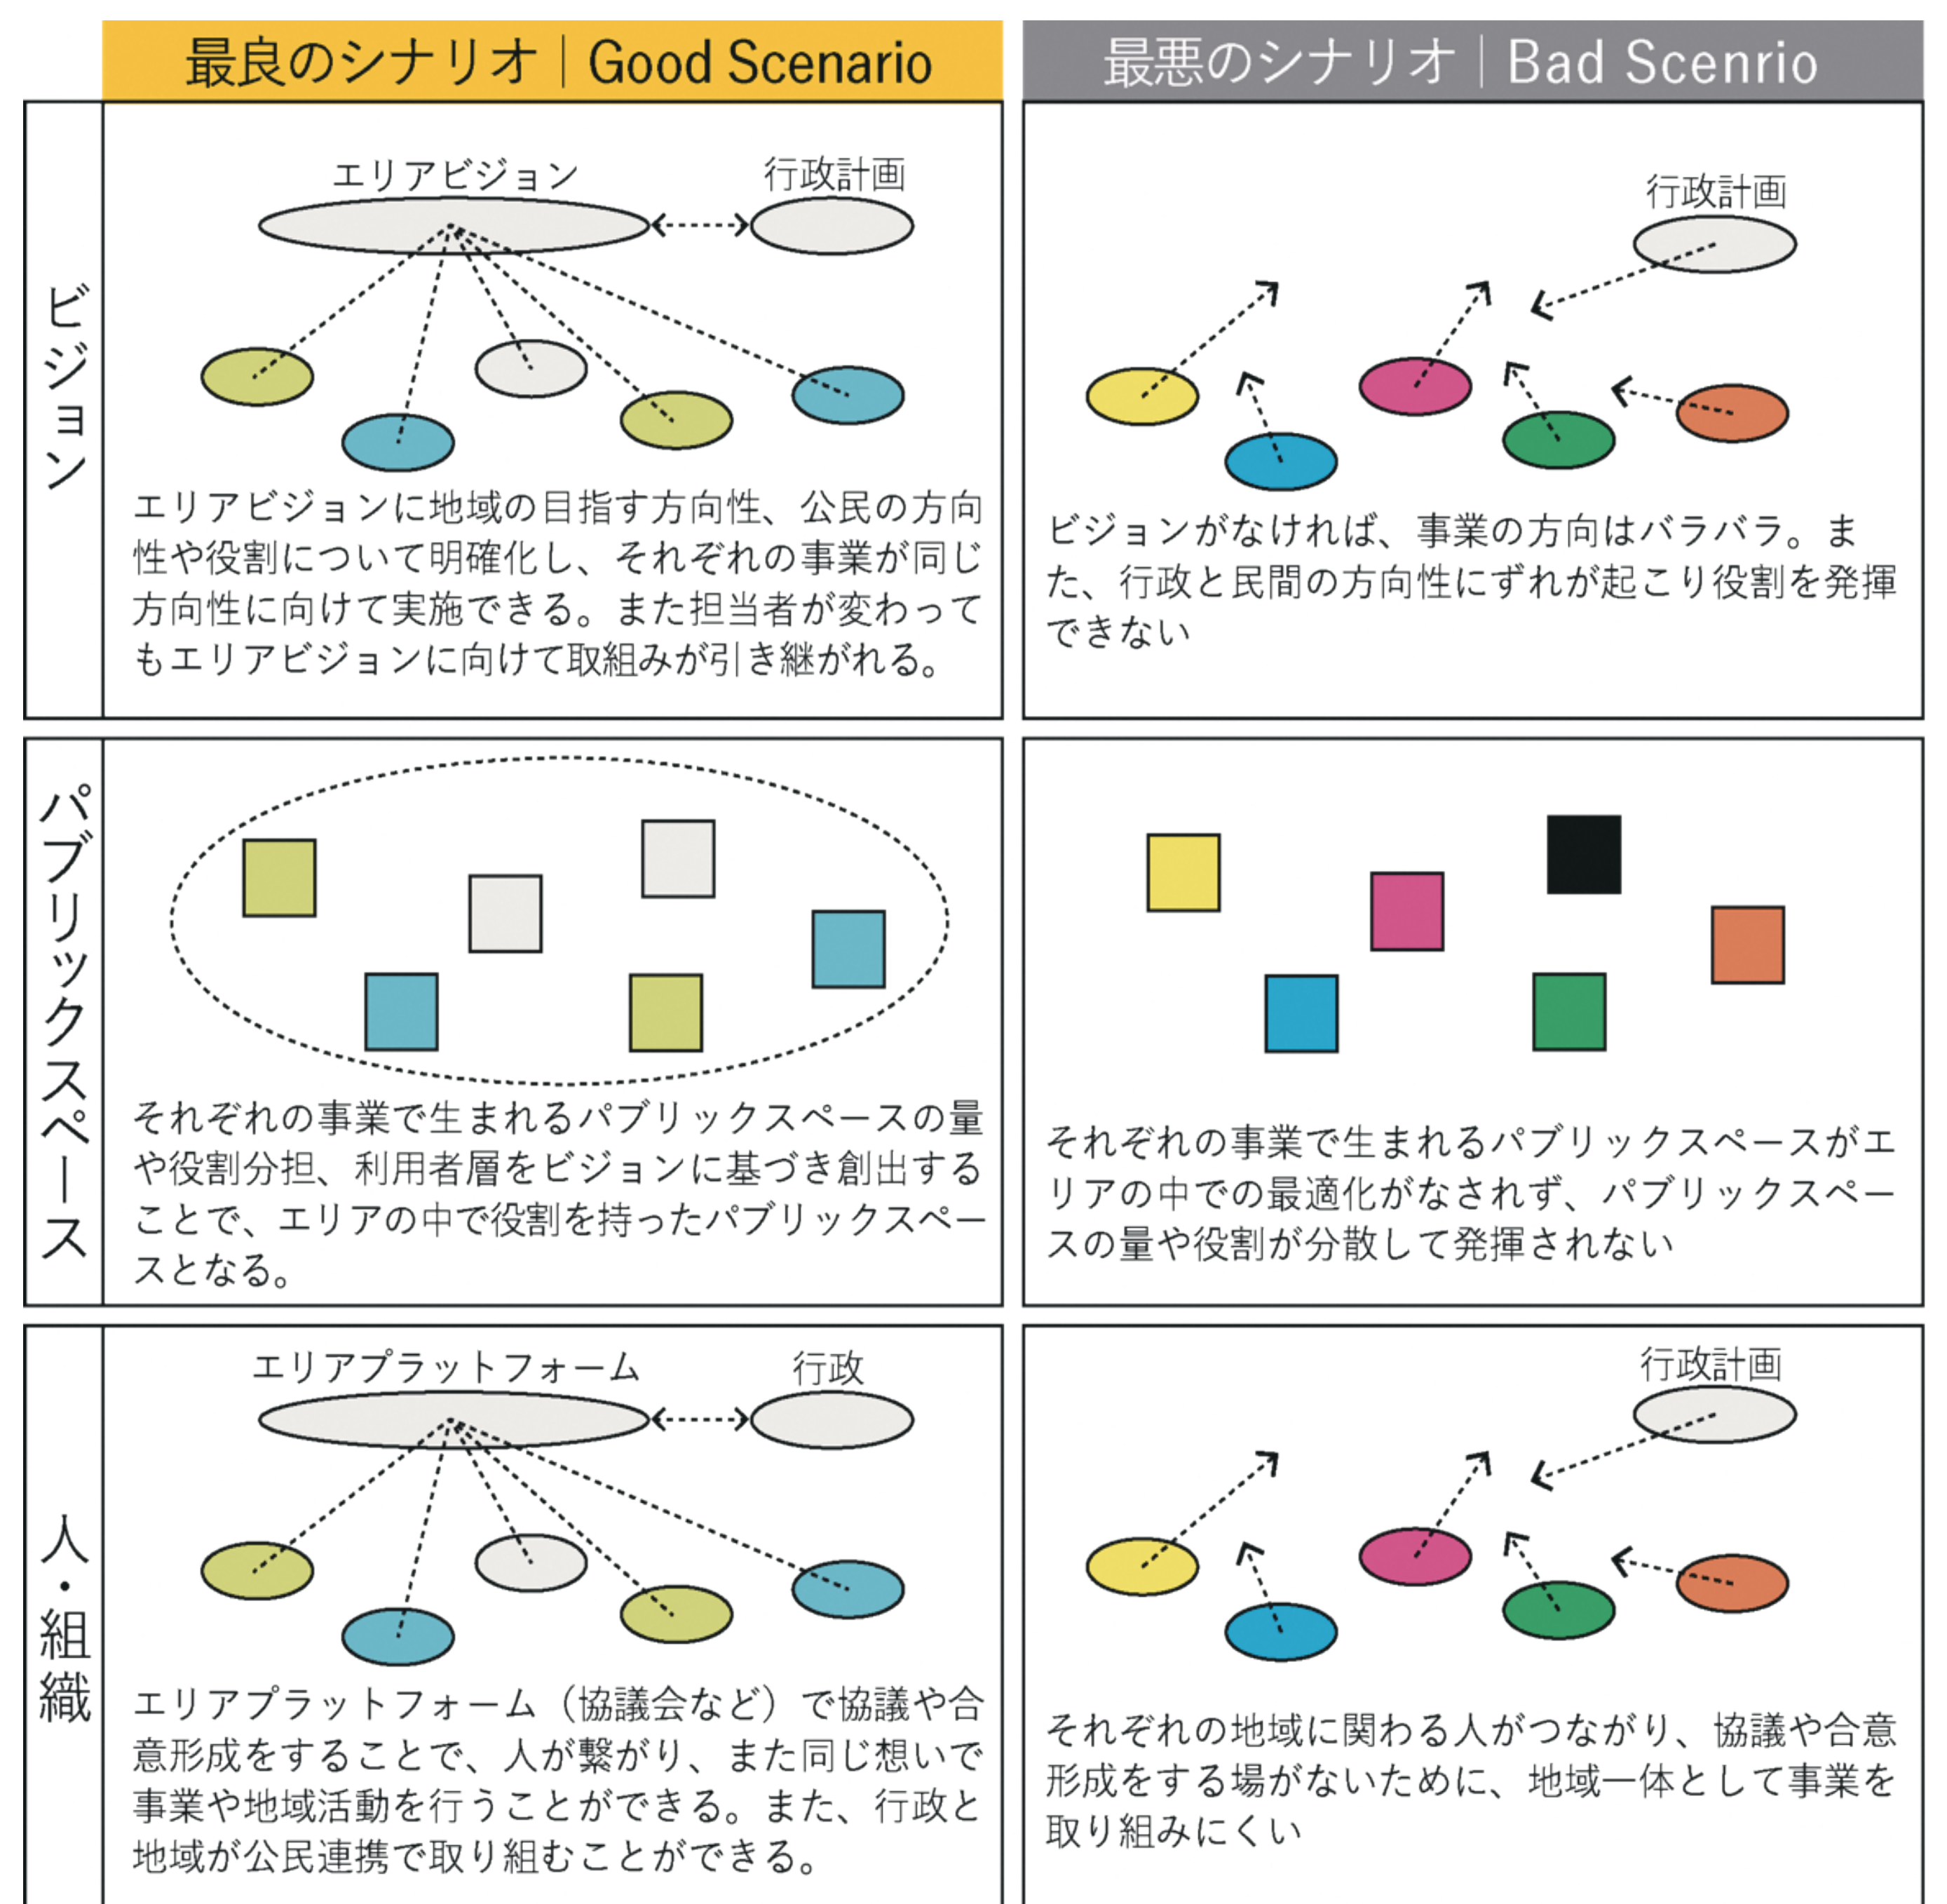 最良のシナリオ｜Good Scenario
最悪のシナリオ｜Bad Scenrio
ビジョン
エリアビジョン
行政計画
エリアビジョンに地域の目指す方向性、公民の方向
性や役割について明確化し、それぞれの事業が同じ
方向性に向けて実施できる。また担当者が変わって
もエリアビジョンに向けて取組みが引き継がれる。
行政計画
ビジョンがなければ、事業の方向はバラバラ。ま
た、行政と民間の方向性にずれが起こり役割を発揮
できない
パブリックスペース
それぞれの事業で生まれるパブリックスペースの量
や役割分担、利用者層をビジョンに基づき創出する
ことで、エリアの中で役割を持ったパブリックスペー
スとなる。
それぞれの事業で生まれるパブリックスペースがエ
リアの中での最適化がなされず、パブリックスペー
スの量や役割が分散して発揮されない
人・組織
エリアプラットフォーム
行政
エリアプラットフォーム（協議会など）で協議や合
意形成をすることで、人が繋がり、また同じ想いで
事業や地域活動を行うことができる。また、行政と
地域が公民連携で取り組むことができる。
行政計画
それぞれの地域に関わる人がつながり、協議や合意
形成をする場がないために、地域一体として事業を
取り組みにくい